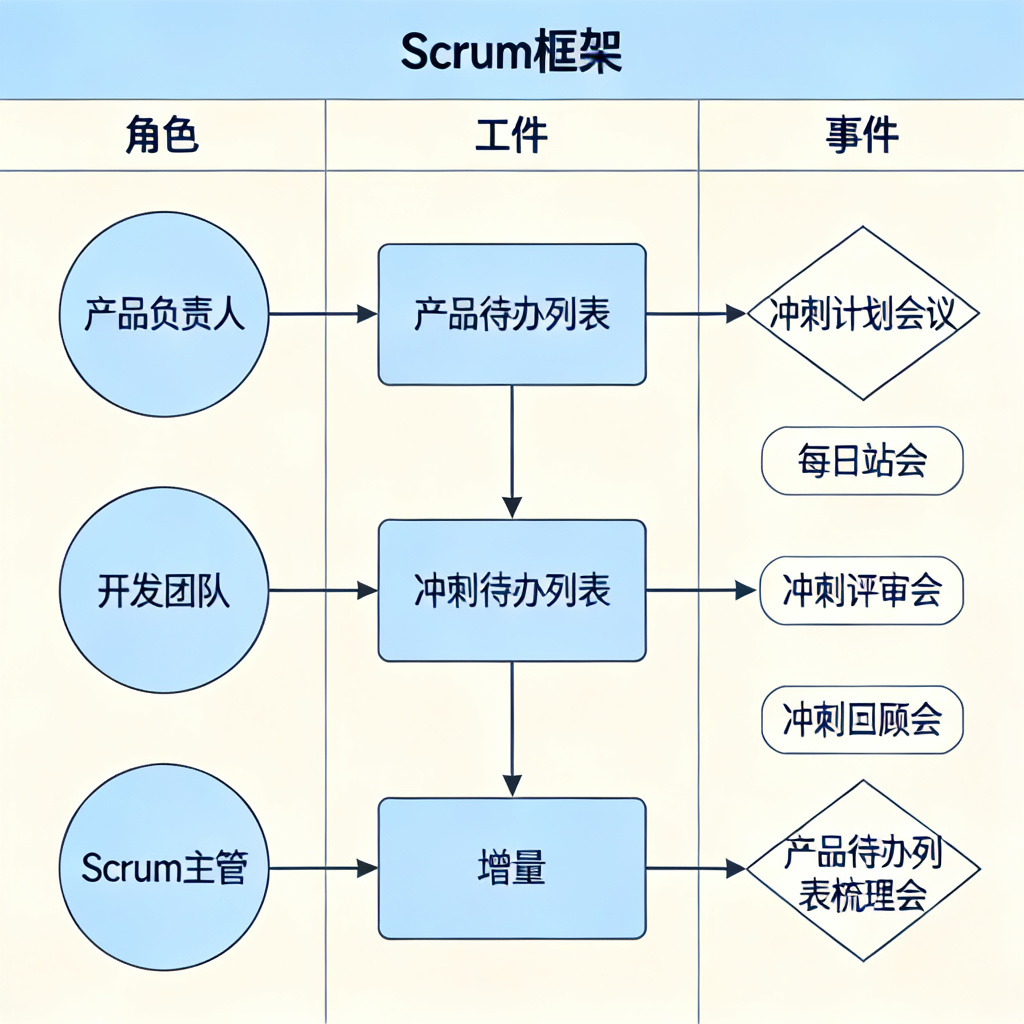 Scrum框架
角色
工件
事件
产品负责人
产品待办列表
冲刺计划会议
每日站会
开发团队
冲刺待办列表
冲刺评审会
冲刺回顾会
Scrum主管
增量
产品待办列
表梳理会